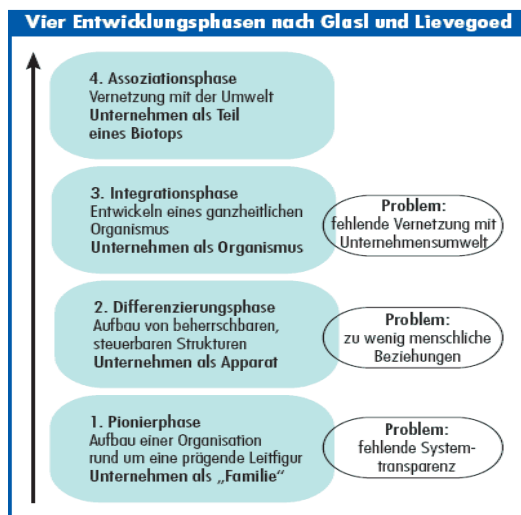 Vier Entwicklungsphasen nach Glasl und Lievegoed
4. Assoziationsphase
Vernetzung mit der Umwelt
Unternehmen als Teil
eines Biotops
3. Integrationsphase
Entwickeln eines ganzheitlichen
Organismus
Unternehmen als Organismus
Problem:
fehlende Vernetzung mit
Unternehmensumwelt
2. Differenzierungsphase
Aufbau von beherrschbaren,
steuerbaren Strukturen
Unternehmen als Apparat
Problem:
zu wenig menschliche
Beziehungen
1. Pionierphase
Aufbau einer Organisation
rund um eine prägende Leitfigur
Unternehmen als „Familie“
Problem:
fehlende System-
transparenz